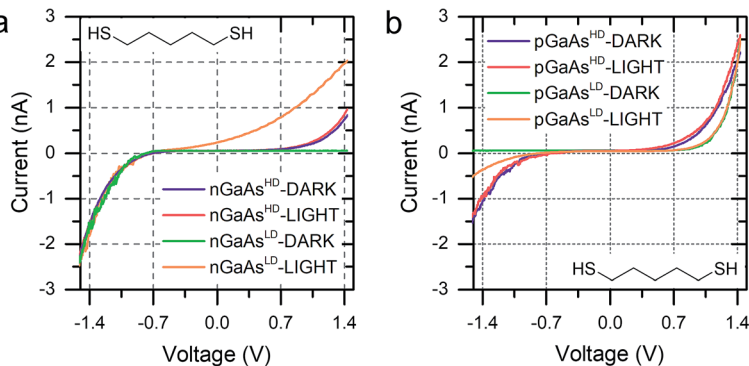 a
HS
SH
3
2
1
0
-1
-2
-3
Current (nA)
nGaAsᴴᴰ-DARK
nGaAsᴴᴰ-LIGHT
nGaAsᴸᴰ-DARK
nGaAsᴸᴰ-LIGHT
-1.4 -0.7 0.0 0.7 1.4
Voltage (V)
b
3
2
1
0
-1
-2
-3
Current (nA)
pGaAsᴴᴰ-DARK
pGaAsᴴᴰ-LIGHT
pGaAsᴸᴰ-DARK
pGaAsᴸᴰ-LIGHT
HS
SH
-1.4 -0.7 0.0 0.7 1.4
Voltage (V)